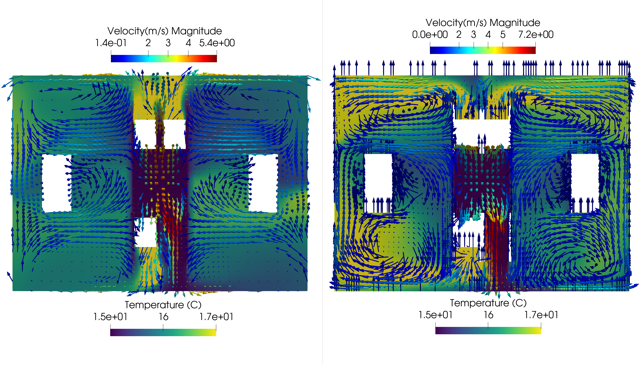 Velocity(m/s) Magnitude
1.4e-01 2 3 4 5.4e+00
Temperature (C)
1.5e+01 16 1.7e+01
Velocity(m/s) Magnitude
0.0e+00 2 3 4 5 7.2e+00
Temperature (C)
1.5e+01 16 1.7e+01